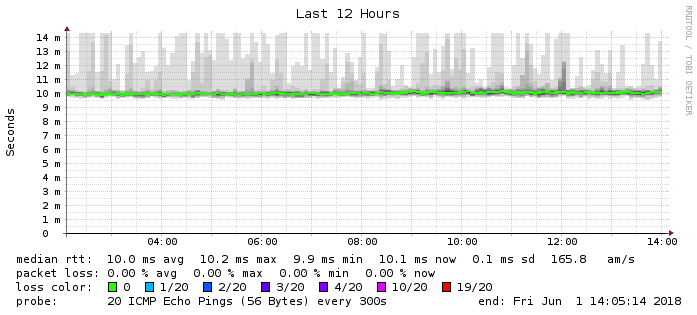 Last 12 Hours
RRDTOOL / TOBI OETIKER
Seconds
14 m
13 m
12 m
11 m
10 m
9 m
8 m
7 m
6 m
5 m
4 m
3 m
2 m
1 m
0
04:00 06:00 08:00 10:00 12:00 14:00
median rtt: 10.0 ms avg 10.2 ms max 9.9 ms min 10.1 ms now 0.1 ms sd 165.8 am/s
packet loss: 0.00 % avg 0.00 % max 0.00 % min 0.00 % now
loss color: 0 1/20 2/20 3/20 4/20 10/20 19/20
probe: 20 ICMP Echo Pings (56 Bytes) every 300s end: Fri Jun 1 14:05:14 2018